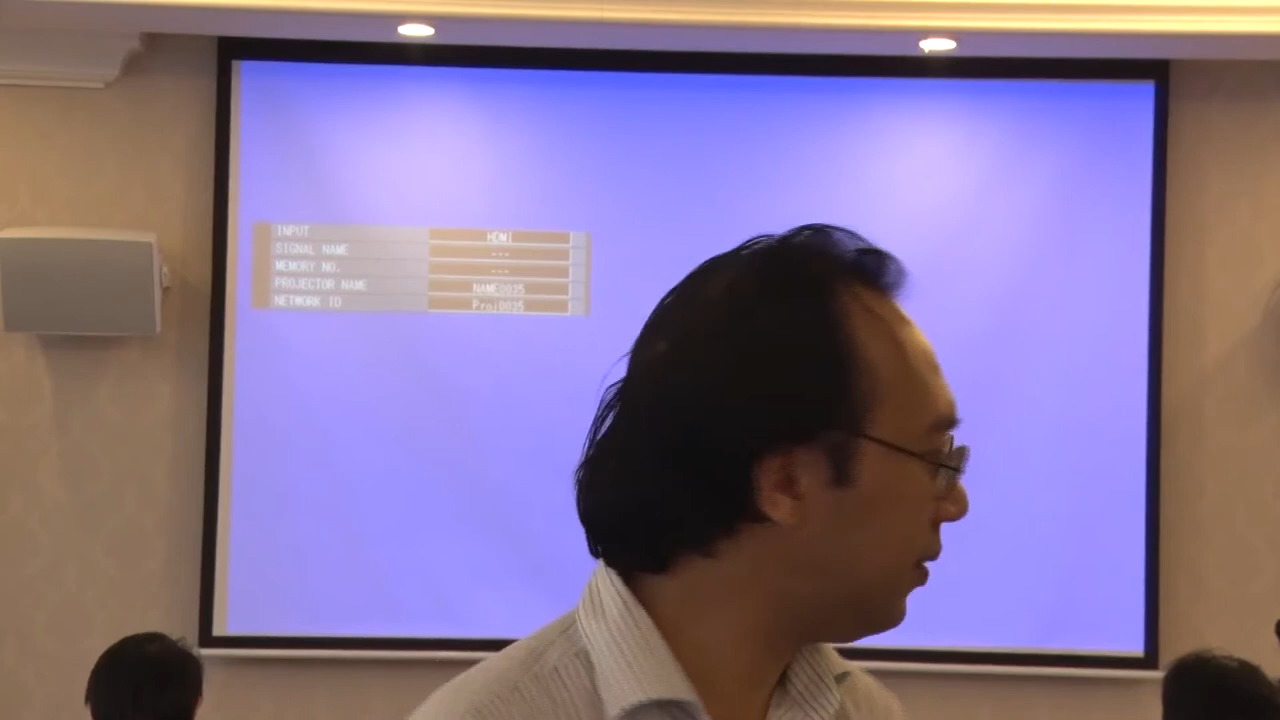 INPUT HDMI
SIGNAL NAME ---
MEMORY NO. ---
PROJECTOR NAME NAME0035
NETWORK ID Proj0035